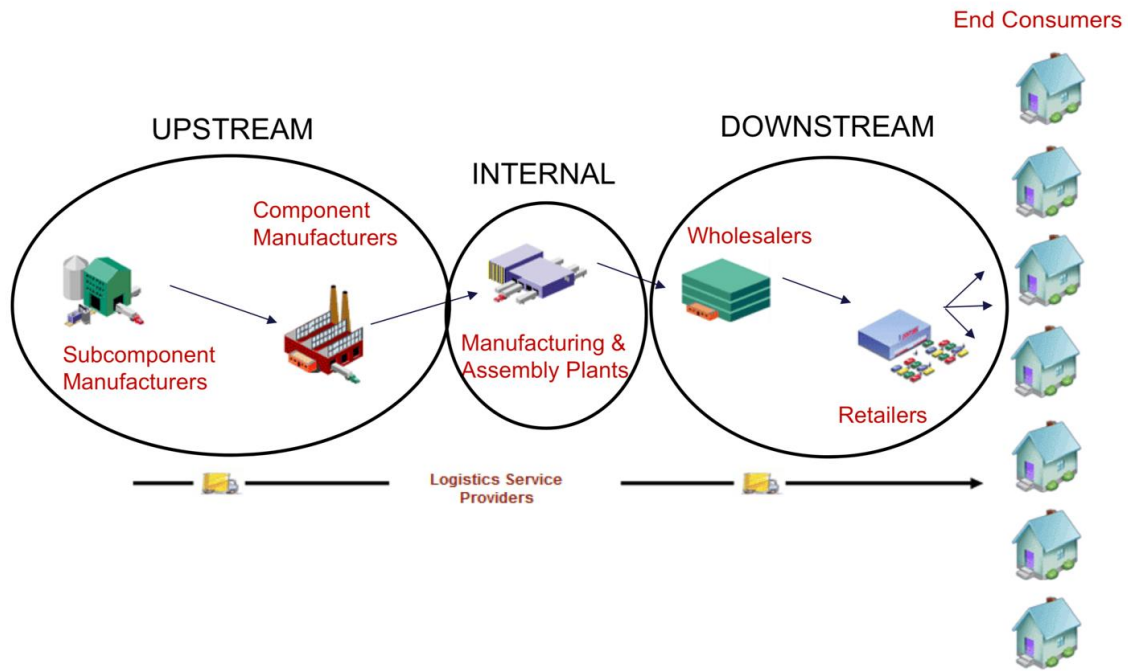 End Consumers
UPSTREAM
DOWNSTREAM
INTERNAL
Component
Manufacturers
Wholesalers
Subcomponent
Manufacturers
Manufacturing &
Assembly Plants
Retailers
Logistics Service
Providers